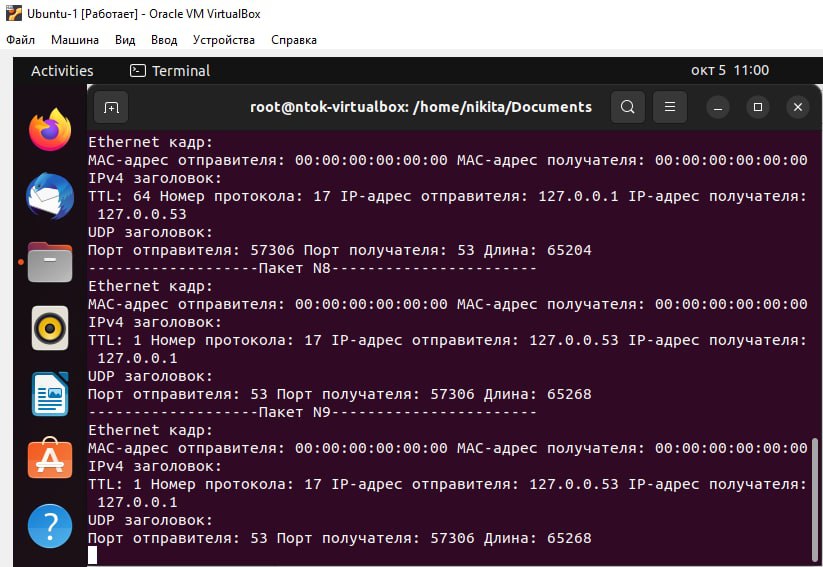 Ubuntu-1 [Работает] - Oracle VM VirtualBox
Файл Машина Вид Ввод Устройства Справка
Activities Terminal окт 5 11:00
root@ntok-virtualbox: /home/nikita/Documents
Ethernet кадр:
MAC-адрес отправителя: 00:00:00:00:00:00 MAC-адрес получателя: 00:00:00:00:00:00
IPv4 заголовок:
TTL: 64 Номер протокола: 17 IP-адрес отправителя: 127.0.0.1 IP-адрес получателя:
127.0.0.53
UDP заголовок:
Порт отправителя: 57306 Порт получателя: 53 Длина: 65204
-------------------Пакет N8-----------------------
Ethernet кадр:
MAC-адрес отправителя: 00:00:00:00:00:00 MAC-адрес получателя: 00:00:00:00:00:00
IPv4 заголовок:
TTL: 1 Номер протокола: 17 IP-адрес отправителя: 127.0.0.53 IP-адрес получателя:
127.0.0.1
UDP заголовок:
Порт отправителя: 53 Порт получателя: 57306 Длина: 65268
-------------------Пакет N9-----------------------
Ethernet кадр:
MAC-адрес отправителя: 00:00:00:00:00:00 MAC-адрес получателя: 00:00:00:00:00:00
IPv4 заголовок:
TTL: 1 Номер протокола: 17 IP-адрес отправителя: 127.0.0.53 IP-адрес получателя:
127.0.0.1
UDP заголовок:
Порт отправителя: 53 Порт получателя: 57306 Длина: 65268